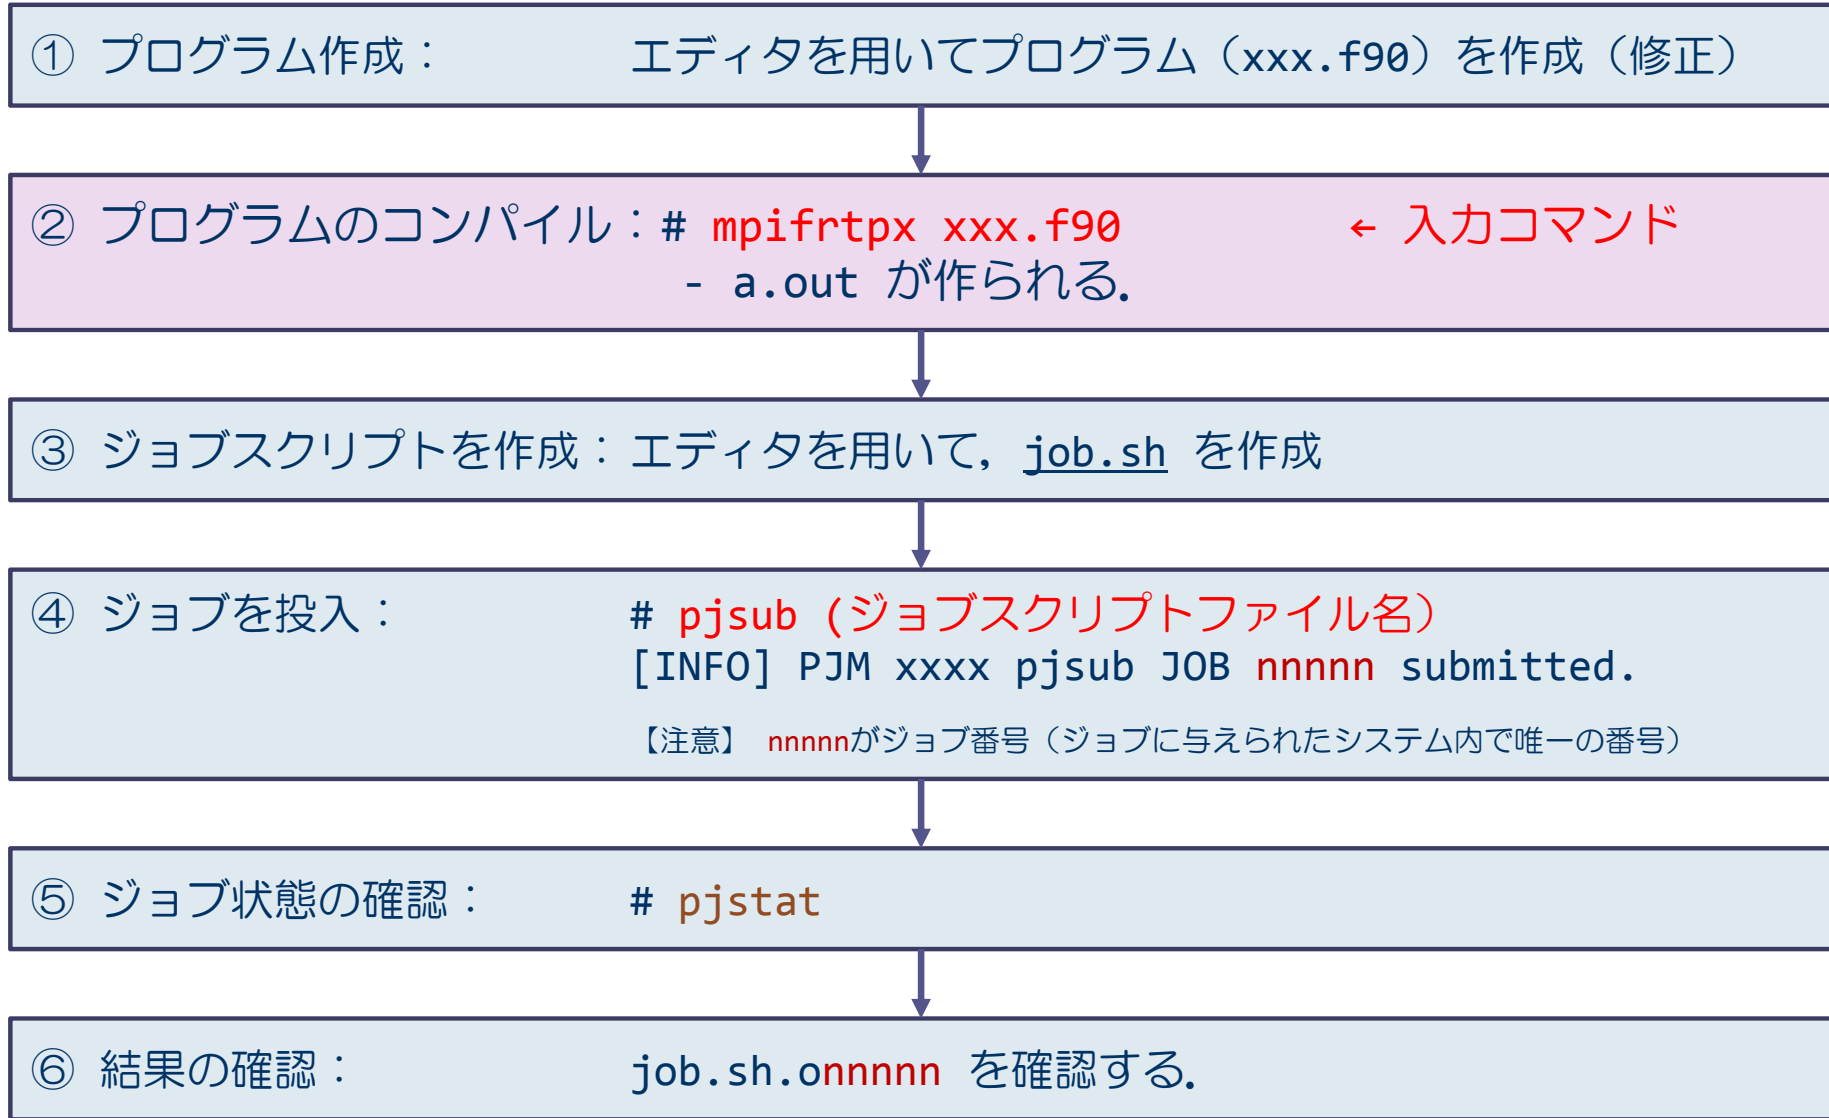 ① プログラム作成： エディタを用いてプログラム（xxx.f90）を作成（修正）
② プログラムのコンパイル：# mpifrtpx xxx.f90 ← 入力コマンド
- a.out が作られる．
③ ジョブスクリプトを作成：エディタを用いて，job.sh を作成
④ ジョブを投入： # pjsub (ジョブスクリプトファイル名）
[INFO] PJM xxxx pjsub JOB nnnnn submitted.
【注意】 nnnnnがジョブ番号（ジョブに与えられたシステム内で唯一の番号）
⑤ ジョブ状態の確認： # pjstat
⑥ 結果の確認： job.sh.onnnnn を確認する．